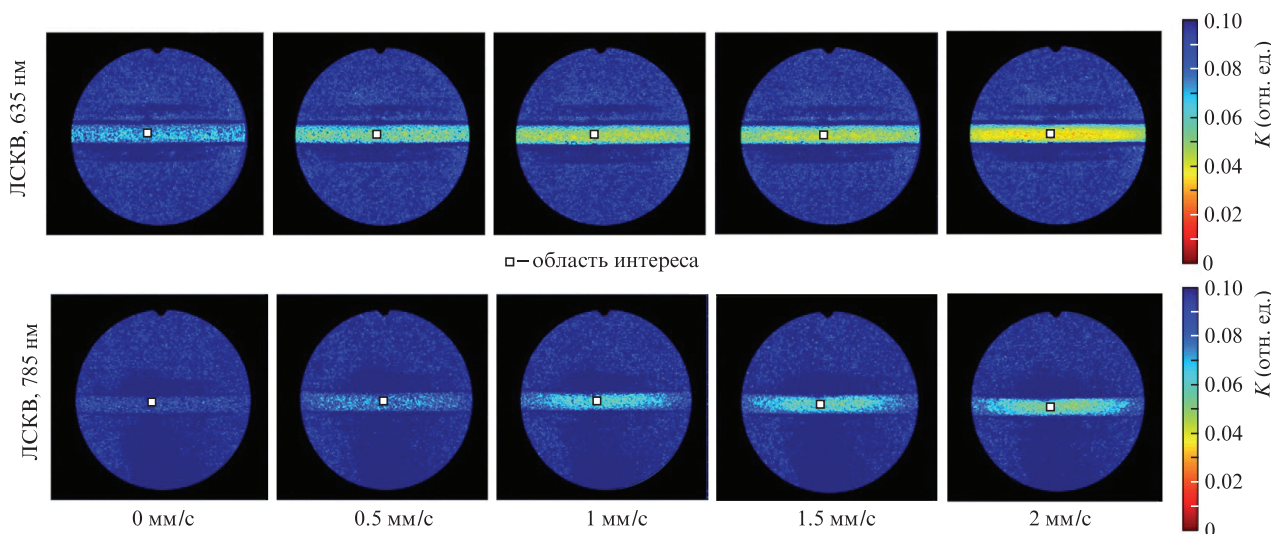 ЛСКВ, 635 нм
0.10
0.08
0.06
0.04
0.02
0
K (отн. ед.)
– область интереса
ЛСКВ, 785 нм
0.10
0.08
0.06
0.04
0.02
0
K (отн. ед.)
0 мм/с
0.5 мм/с
1 мм/с
1.5 мм/с
2 мм/с